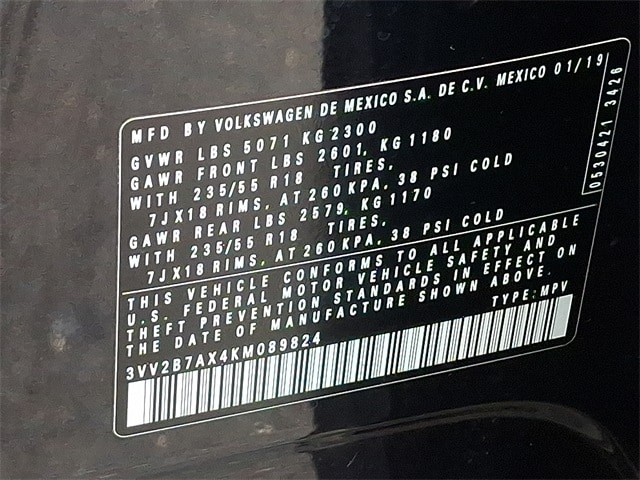 MFD BY VOLKSWAGEN DE MEXICO S.A. DE C.V. MEXICO 01/19
GVWR LBS 5071 KG 2300
GAWR FRONT LBS 2601, KG 1180
WITH 235/55 R18 TIRES,
7JX18 RIMS, AT 260 KPA, 38 PSI COLD
GAWR REAR LBS 2579, KG 1170
WITH 235/55 R18 TIRES,
7JX18 RIMS, AT 260 KPA, 38 PSI COLD
0530421 3426
THIS VEHICLE CONFORMS TO ALL APPLICABLE
U.S. FEDERAL MOTOR VEHICLE SAFETY AND
THEFT PREVENTION STANDARDS IN EFFECT ON
THE DATE OF MANUFACTURE SHOWN ABOVE.
3VV2B7AX4KM089824 TYPE: MPV